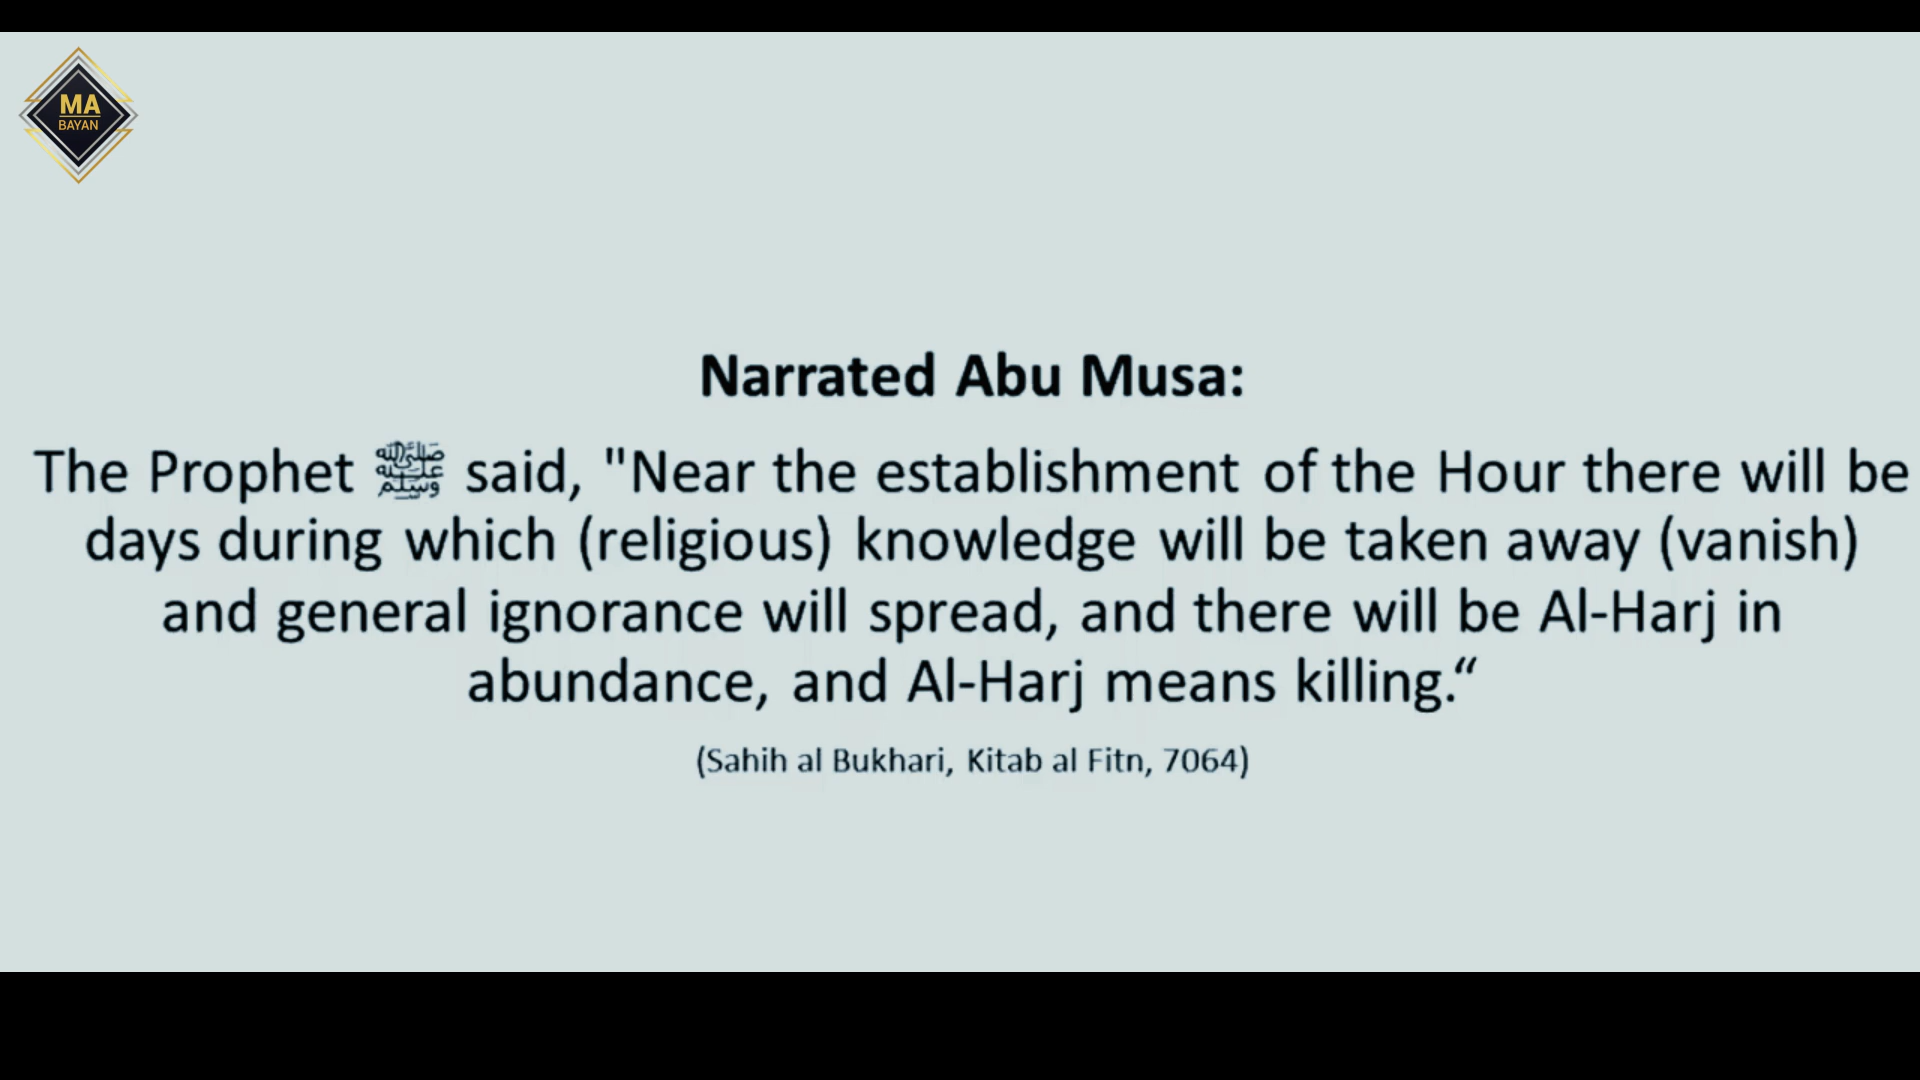 MA
BAYAN
Narrated Abu Musa:
The Prophet ﷺ said, "Near the establishment of the Hour there will be
days during which (religious) knowledge will be taken away (vanish)
and general ignorance will spread, and there will be Al-Harj in
abundance, and Al-Harj means killing.“
(Sahih al Bukhari, Kitab al Fitn, 7064)